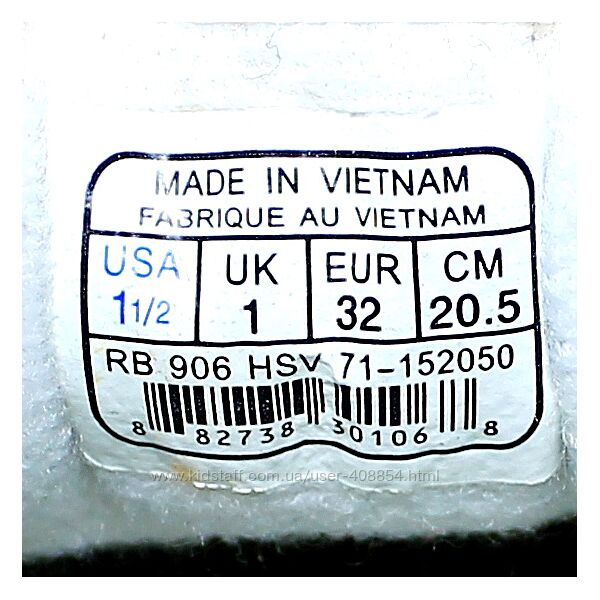 MADE IN VIETNAM
FABRIQUE AU VIETNAM
USA UK EUR CM
1 1/2 1 32 20.5
RB 906 HSV 71-152050
8 82738 30106 8
www.kidstaff.com.ua/user-408854.html